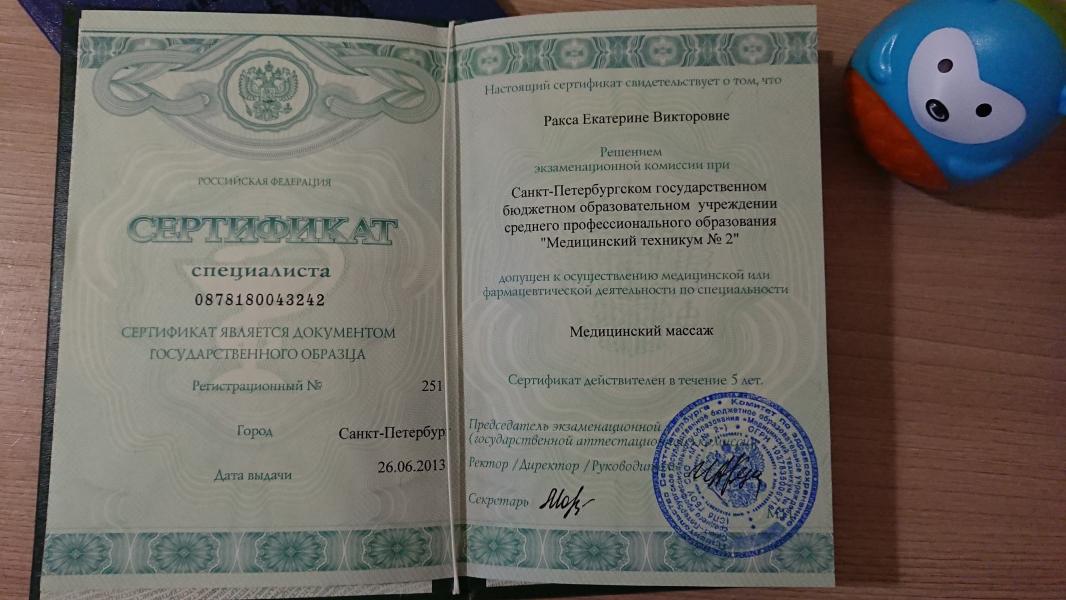 РОССИЙСКАЯ ФЕДЕРАЦИЯ
СЕРТИФИКАТ
специалиста
0878180043242
СЕРТИФИКАТ ЯВЛЯЕТСЯ ДОКУМЕНТОМ
ГОСУДАРСТВЕННОГО ОБРАЗЦА
Регистрационный № 251
Город Санкт-Петербург
Дата выдачи 26.06.2013
Настоящий сертификат свидетельствует о том, что
Ракса Екатерине Викторовне
Решением
экзаменационной комиссии при
Санкт-Петербургском государственном
бюджетном образовательном учреждении
среднего профессионального образования
"Медицинский техникум № 2"
допущен к осуществлению медицинской или
фармацевтической деятельности по специальности
Медицинский массаж
Сертификат действителен в течение 5 лет.
Председатель экзаменационной
(государственной аттестационной) комиссии
Ректор /Директор /Руководитель
Секретарь